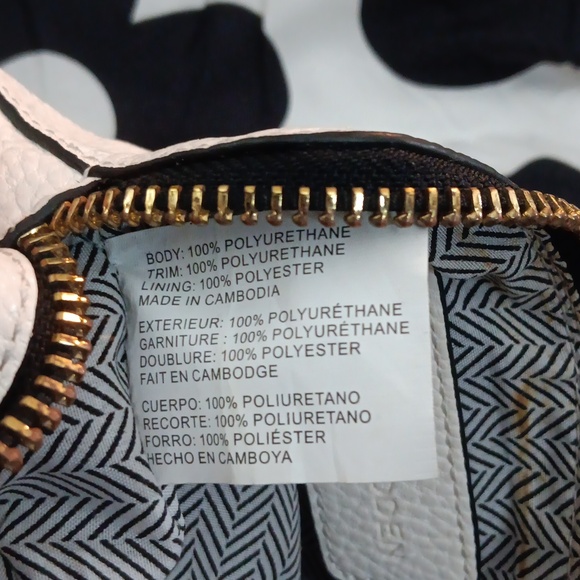 BODY: 100% POLYURETHANE
TRIM: 100% POLYURETHANE
LINING: 100% POLYESTER
MADE IN CAMBODIA
EXTERIEUR: 100% POLYURÉTHANE
GARNITURE : 100% POLYURÉTHANE
DOUBLURE: 100% POLYESTER
FAIT EN CAMBODGE
CUERPO: 100% POLIURETANO
RECORTE: 100% POLIURETANO
FORRO: 100% POLIÉSTER
HECHO EN CAMBOYA